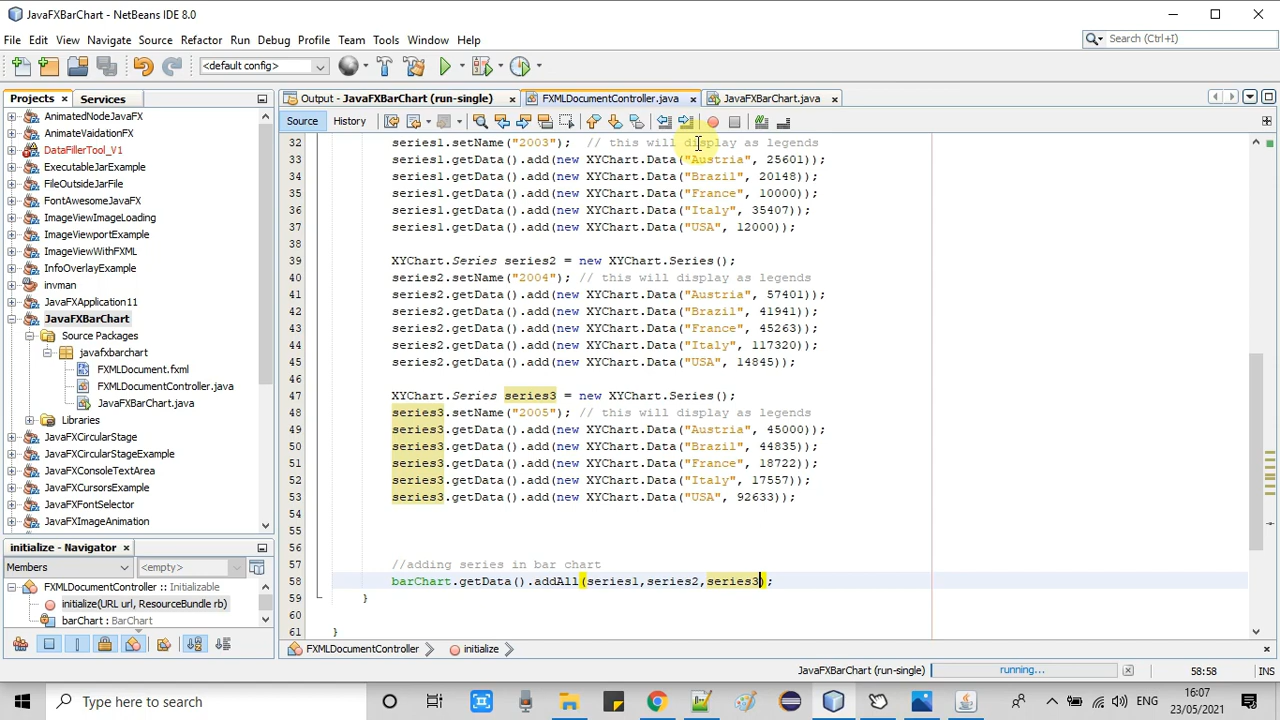 JavaFXBarChart - NetBeans IDE 8.0
File Edit View Navigate Source Refactor Run Debug Profile Team Tools Window Help
Search (Ctrl+I)
<default config>
Projects
Services
Output - JavaFXBarChart (run-single)
FXMLDocumentController.java
JavaFXBarChart.java
Source
History
AnimatedNodeJavaFX
AnimateVaidationFX
DataFillerTool_V1
ExecutableJarExample
FileOutsideJarFile
FontAwesomeJavaFX
ImageViewImageLoading
ImageViewportExample
ImageViewWithFXML
InfoOverlayExample
invman
JavaFXApplication11
JavaFXBarChart
Source Packages
javafxbarchart
FXMLDocument.fxml
FXMLDocumentController.java
JavaFXBarChart.java
Libraries
JavaFXCircularStage
JavaFXCircularStageExample
JavaFXConsoleTextArea
JavaFXCursorsExample
JavaFXFontSelector
JavaFXImageAnimation
initialize - Navigator
Members
<empty>
FXMLDocumentController :: Initializable
initialize(URL url, ResourceBundle rb)
barChart : BarChart
32 series1.setName("2003"); // this will display as legends
33 series1.getData().add(new XYChart.Data("Austria", 25601));
34 series1.getData().add(new XYChart.Data("Brazil", 20148));
35 series1.getData().add(new XYChart.Data("France", 10000));
36 series1.getData().add(new XYChart.Data("Italy", 35407));
37 series1.getData().add(new XYChart.Data("USA", 12000));
38
39 XYChart.Series series2 = new XYChart.Series();
40 series2.setName("2004"); // this will display as legends
41 series2.getData().add(new XYChart.Data("Austria", 57401));
42 series2.getData().add(new XYChart.Data("Brazil", 41941));
43 series2.getData().add(new XYChart.Data("France", 45263));
44 series2.getData().add(new XYChart.Data("Italy", 117320));
45 series2.getData().add(new XYChart.Data("USA", 14845));
46
47 XYChart.Series series3 = new XYChart.Series();
48 series3.setName("2005"); // this will display as legends
49 series3.getData().add(new XYChart.Data("Austria", 45000));
50 series3.getData().add(new XYChart.Data("Brazil", 44835));
51 series3.getData().add(new XYChart.Data("France", 18722));
52 series3.getData().add(new XYChart.Data("Italy", 17557));
53 series3.getData().add(new XYChart.Data("USA", 92633));
54
55
56
57 //adding series in bar chart
58 barChart.getData().addAll(series1,series2,series3);
59 }
60
61 }
FXMLDocumentController
initialize
JavaFXBarChart (run-single)
running...
58:58
INS
Type here to search
ENG
16:07
23/05/2021